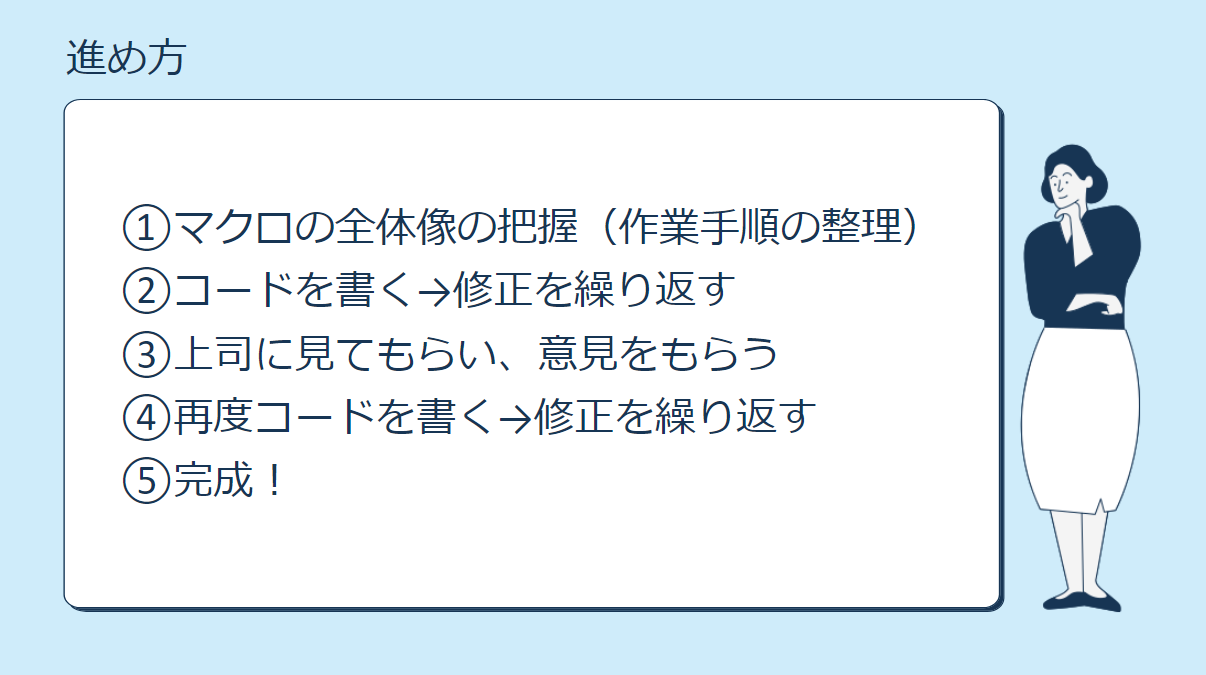 進め方
①マクロの全体像の把握（作業手順の整理）
②コードを書く→修正を繰り返す
③上司に見てもらい、意見をもらう
④再度コードを書く→修正を繰り返す
⑤完成！